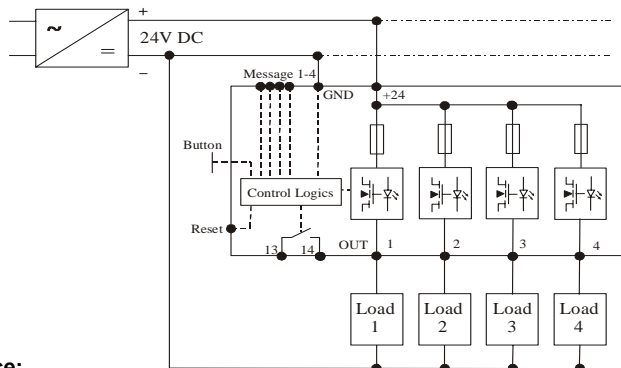 +
~
24V DC
=
−
Message 1-4
GND
+24
Button
Control Logics
Reset
13
14
OUT
1
2
3
4
Load
1
Load
2
Load
3
Load
4